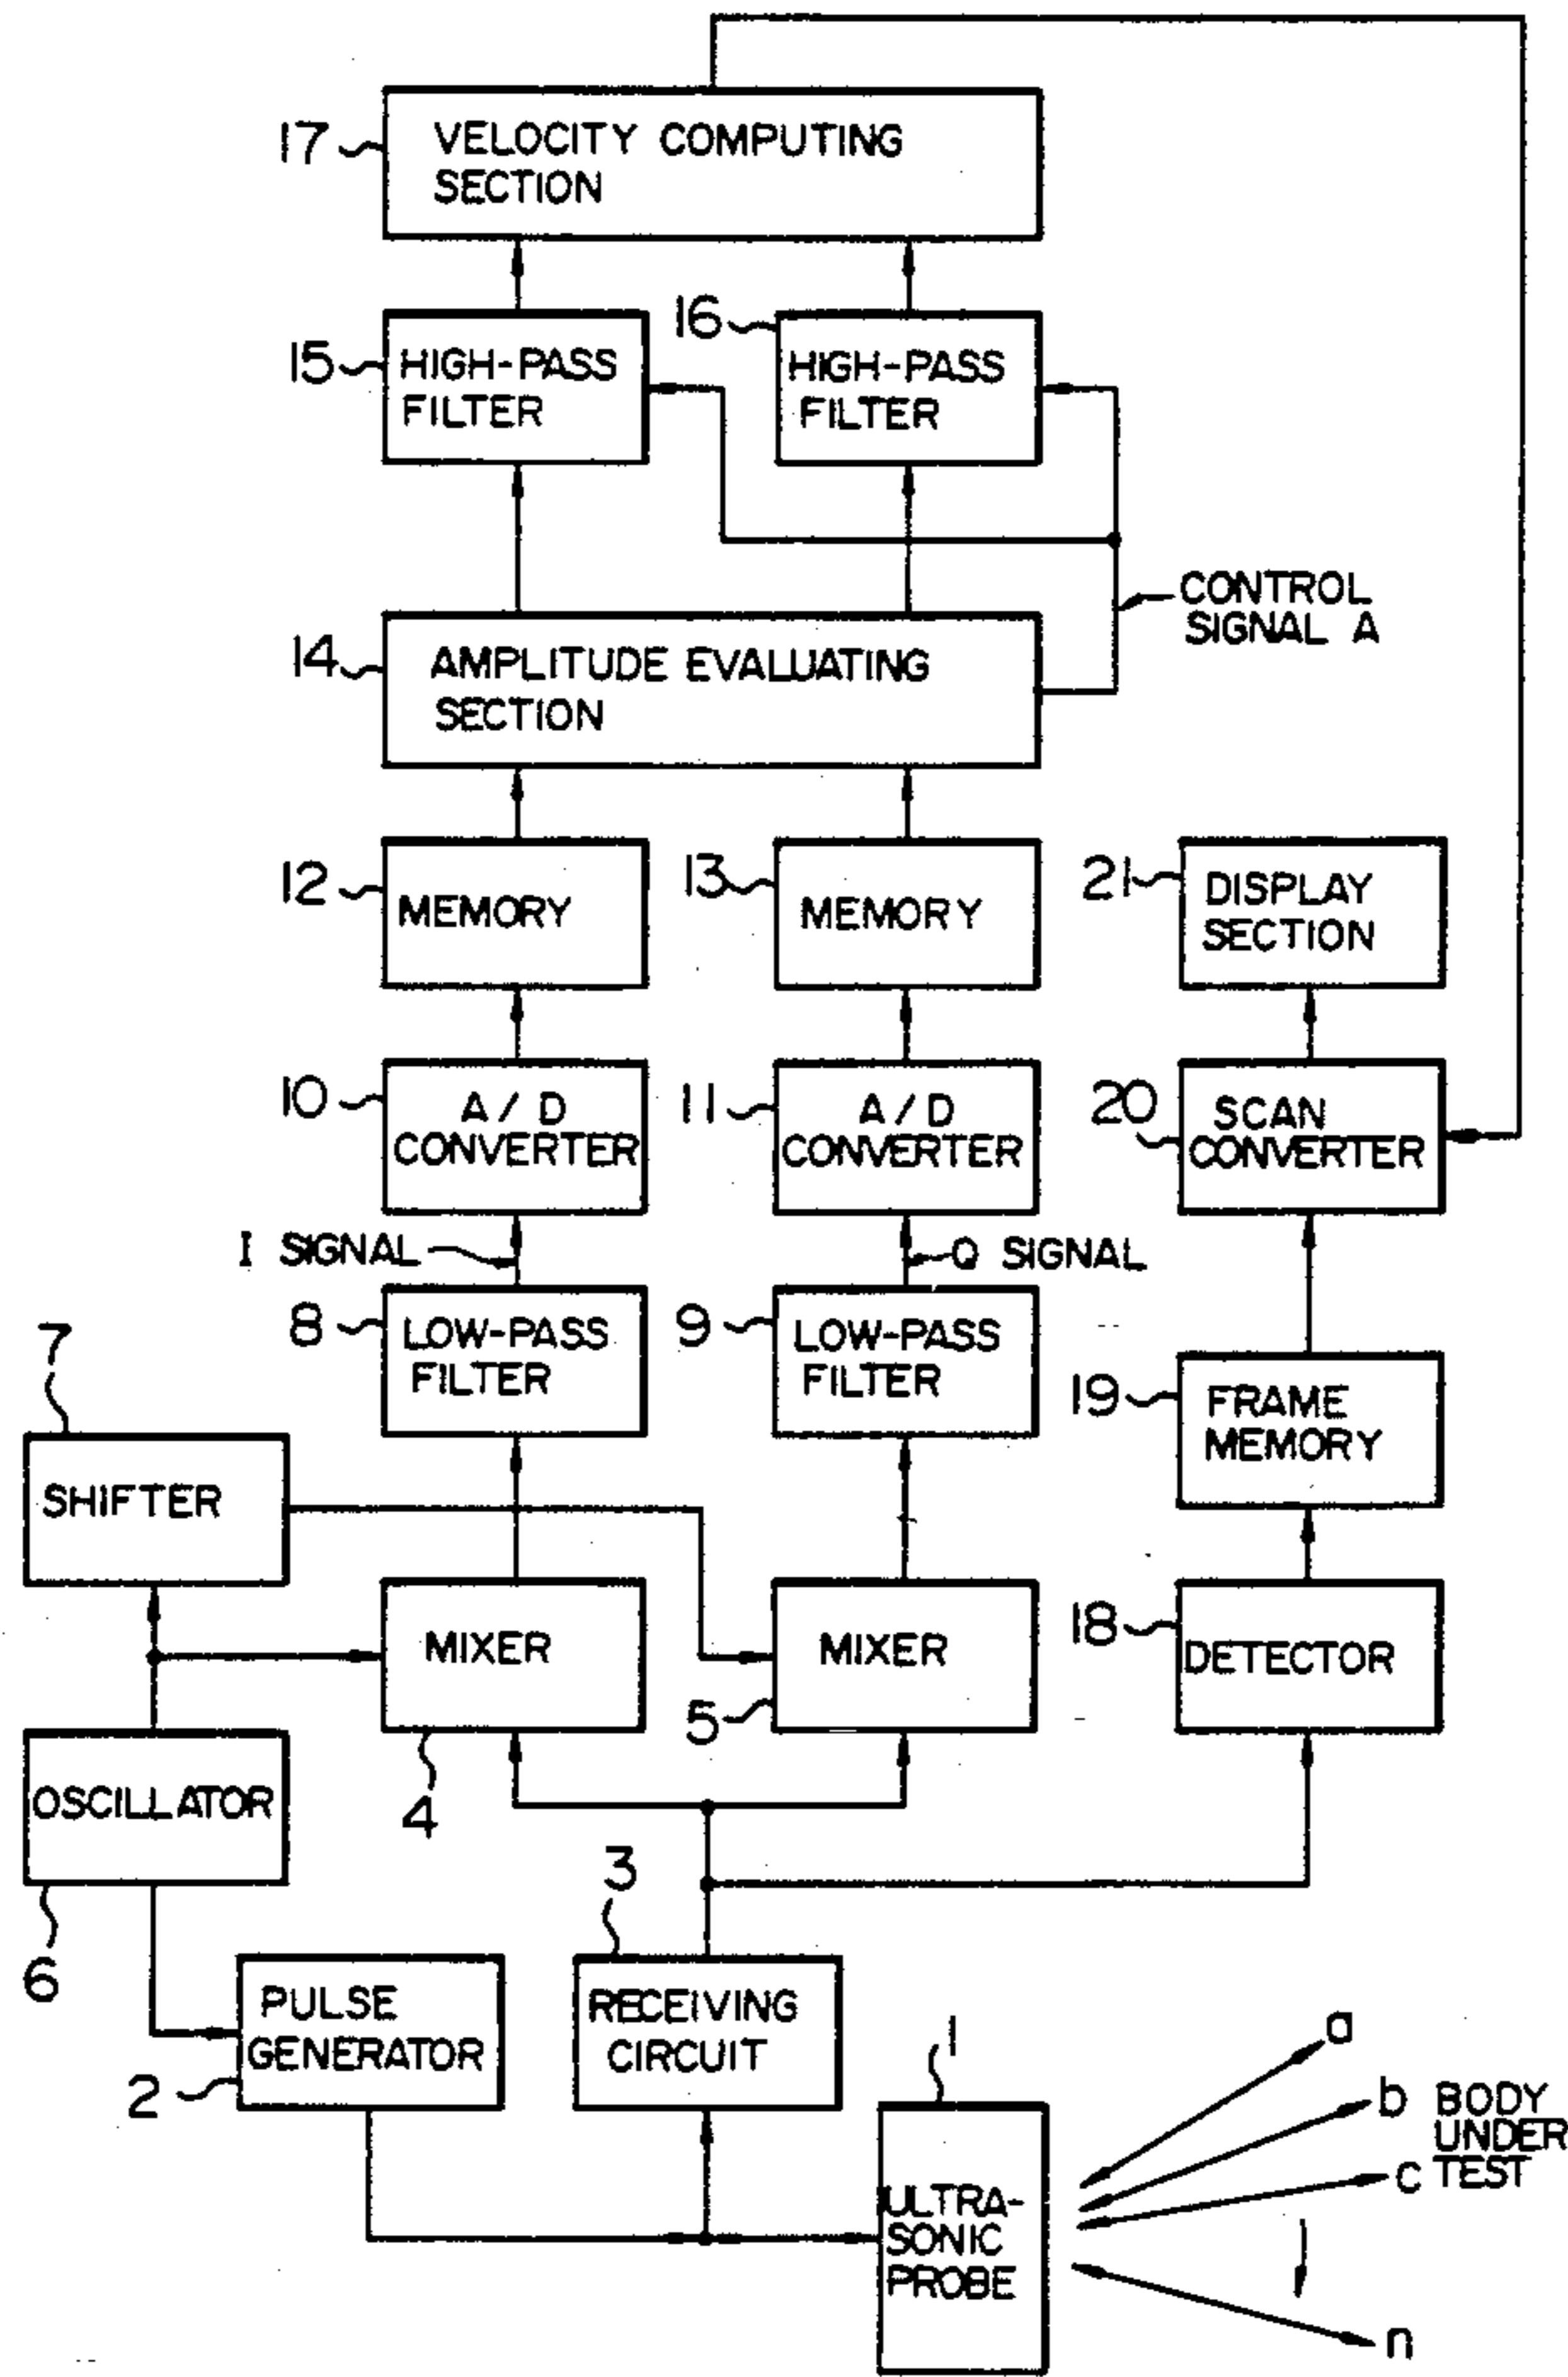 17
VELOCITY COMPUTING
SECTION
15
HIGH-PASS
FILTER
16
HIGH-PASS
FILTER
CONTROL
SIGNAL A
14
AMPLITUDE EVALUATING
SECTION
12
MEMORY
13
MEMORY
21
DISPLAY
SECTION
10
A/D
CONVERTER
11
A/D
CONVERTER
20
SCAN
CONVERTER
I SIGNAL
Q SIGNAL
8
LOW-PASS
FILTER
9
LOW-PASS
FILTER
19
FRAME
MEMORY
7
SHIFTER
MIXER
4
MIXER
5
18
DETECTOR
OSCILLATOR
6
PULSE
GENERATOR
2
3
RECEIVING
CIRCUIT
1
ULTRA-
SONIC
PROBE
a
b
c
n
BODY
UNDER
TEST